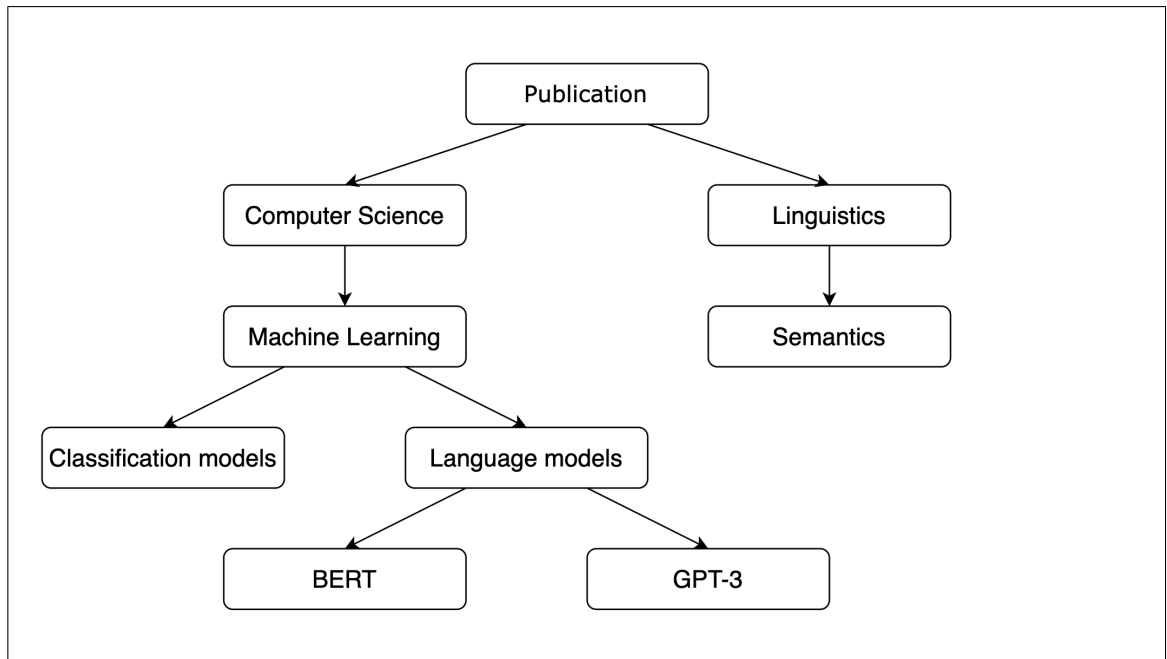 Publication
Computer Science
Linguistics
Machine Learning
Semantics
Classification models
Language models
BERT
GPT-3